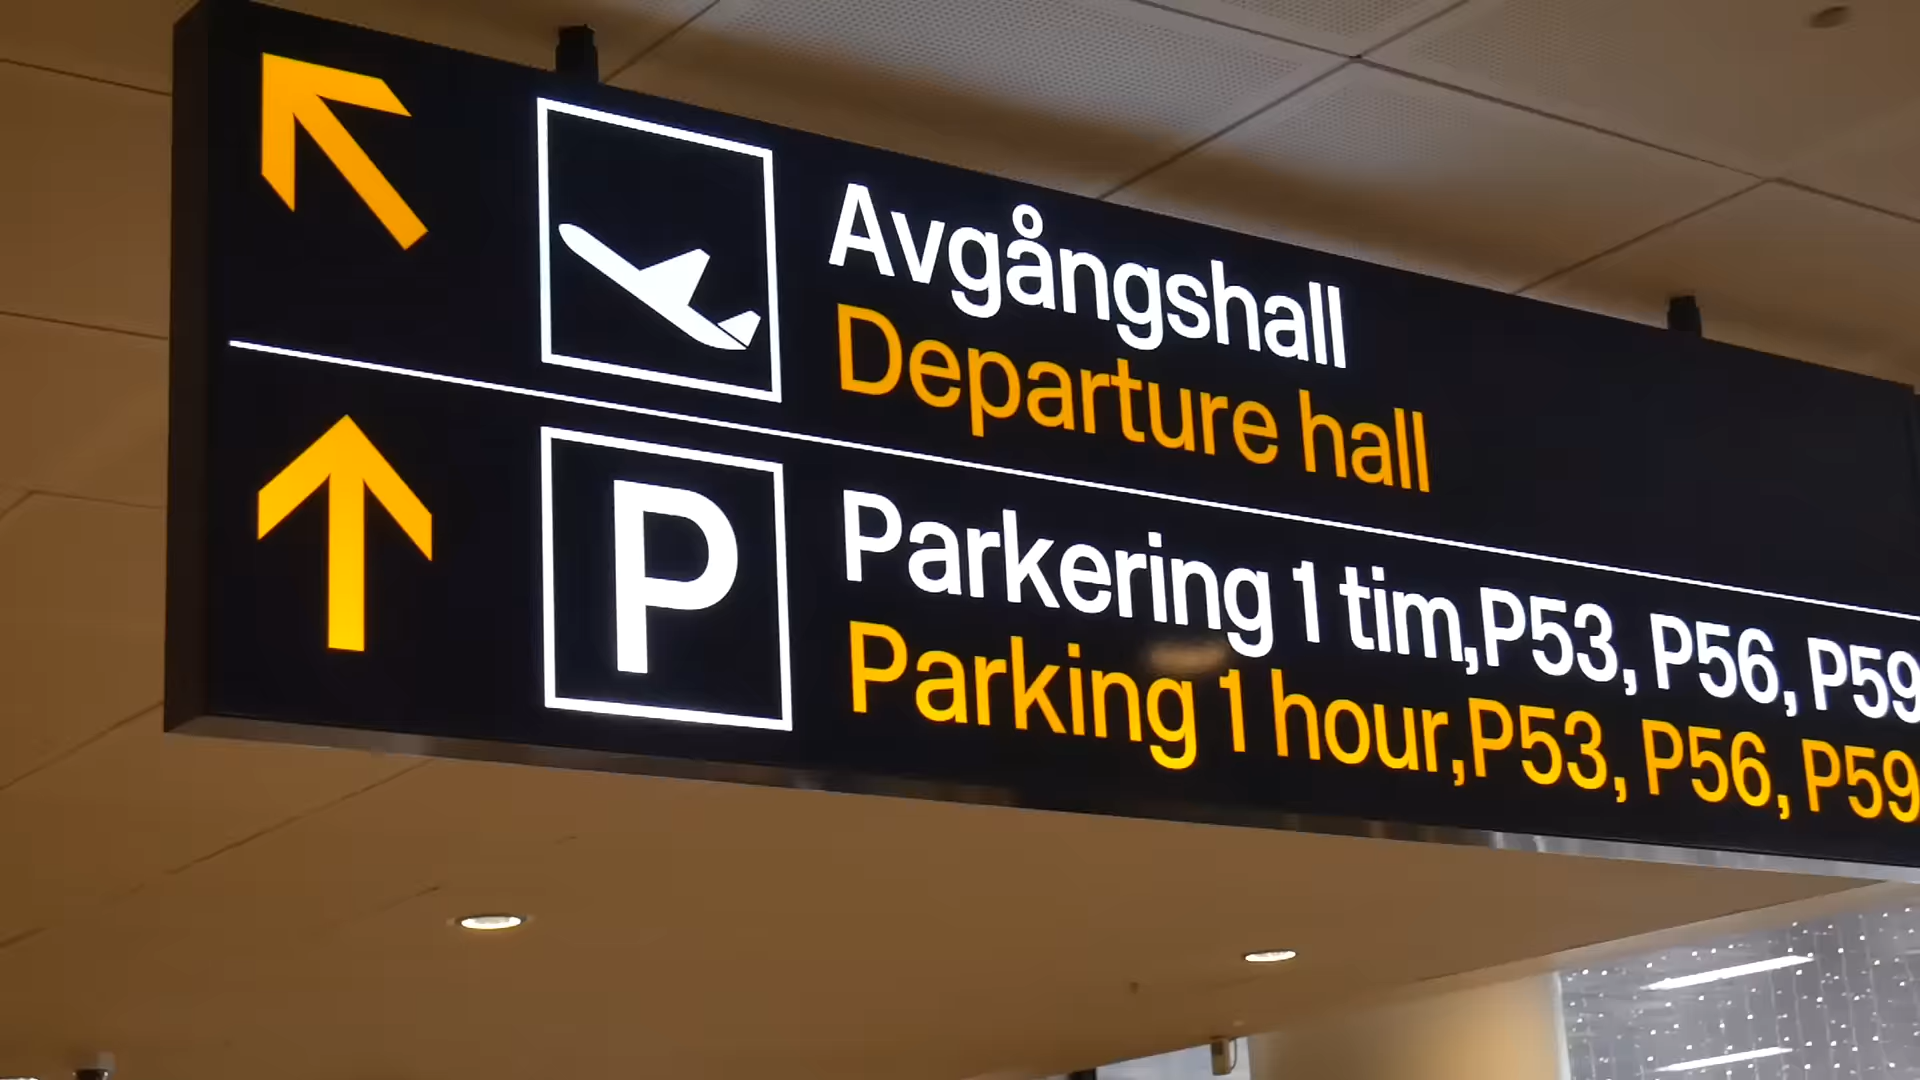 Avgångshall
Departure hall
P
Parkering 1 tim,P53, P56, P59
Parking 1 hour,P53, P56, P59